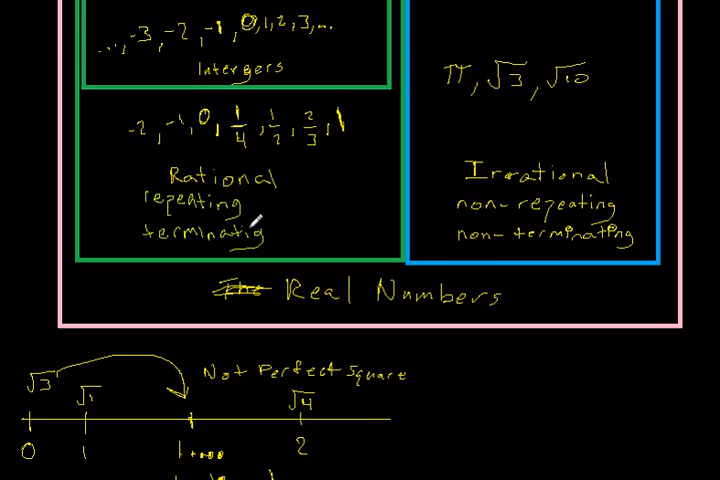 ..., -3, -2, -1, 0, 1, 2, 3, ...
Intergers
-2, -1, 0, 1/4, 1/2, 2/3, 1
Rational
repeating
terminatig
π, √3, √10
Irrational
non-repeating
non-terminating
The Real Numbers
Not Perfect Square
√3 √1 √4
0 1 1.... 2